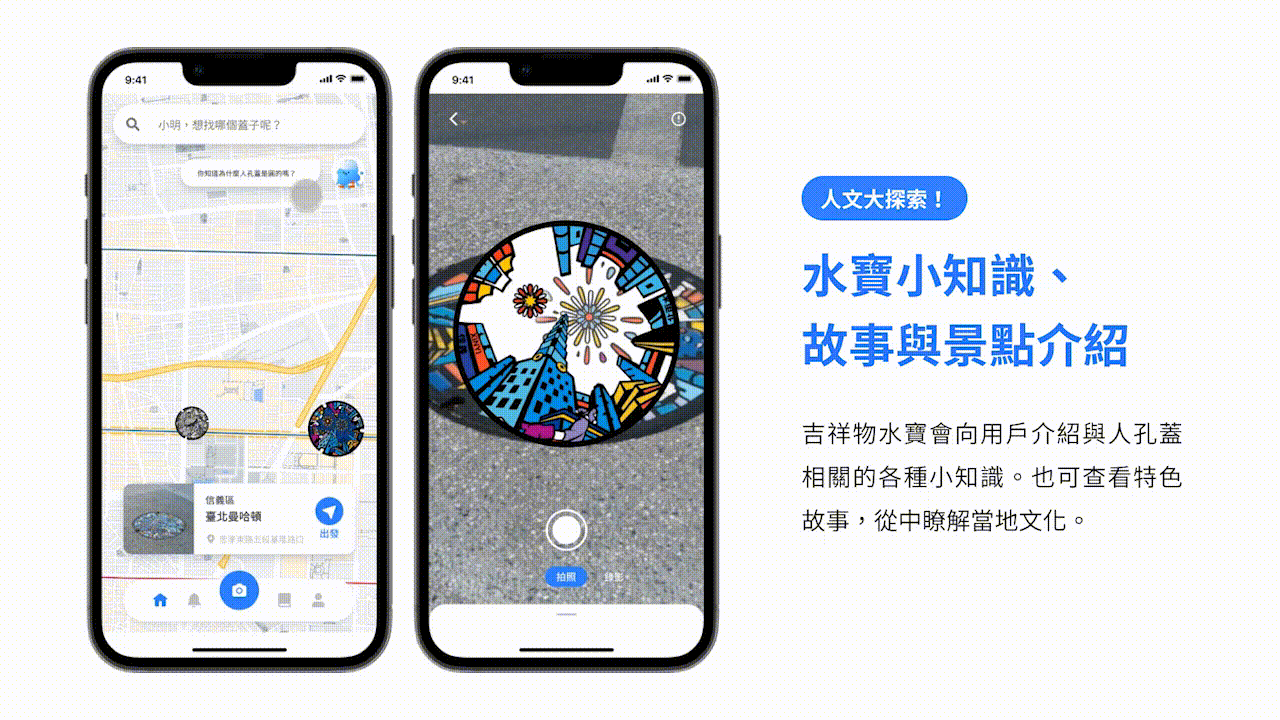 9:41
小明，想找哪個蓋子呢？
你知道為什麼人孔蓋是圓的嗎？
信義區
臺北曼哈頓
出發
9:41
拍照
人文大探索！
水寶小知識、
故事與景點介紹
吉祥物水寶會向用戶介紹與人孔蓋
相關的各種小知識。也可查看特色
故事，從中瞭解當地文化。